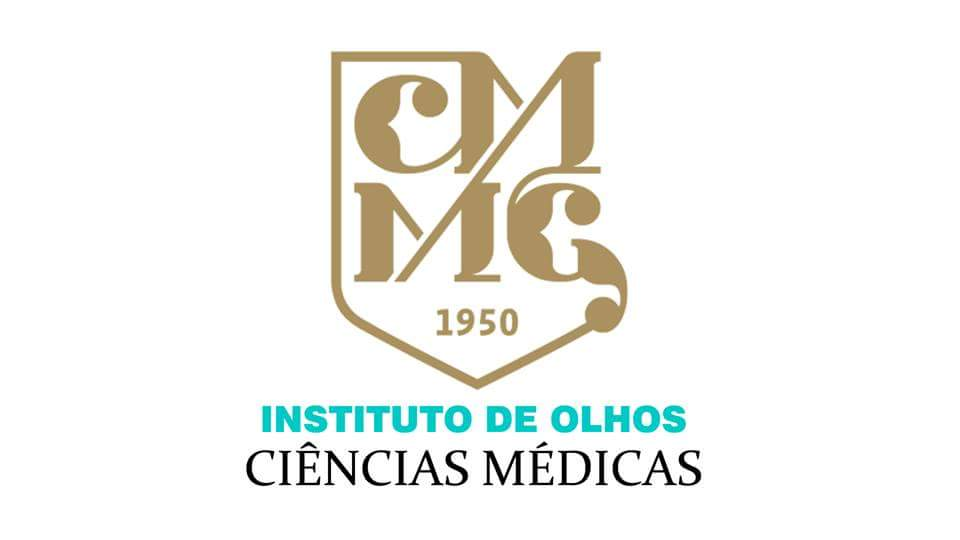 CM
MG
1950
INSTITUTO DE OLHOS
CIÊNCIAS MÉDICAS